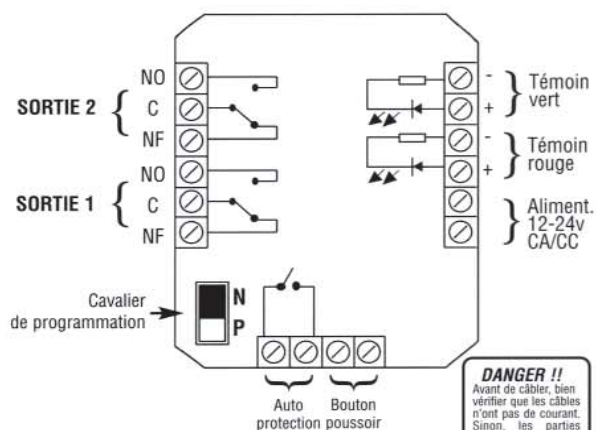 NO
C
NF
SORTIE 2
NO
C
NF
SORTIE 1
-
+
Témoin
vert
-
+
Témoin
rouge
Aliment.
12-24v
CA/CC
Cavalier
de programmation
N
P
Auto
protection
Bouton
poussoir
DANGER !!
Avant de câbler, bien
vérifier que les câbles
n'ont pas de courant.
Sinon, les parties